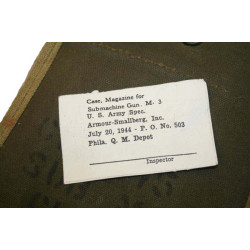 Case, Magazine for
Submachine Gun, M- 3
U. S. Army Spec.
Armour-Smallberg, Inc.
July 20, 1944 - P. O. No. 503
Phila. Q. M. Depot
Inspector